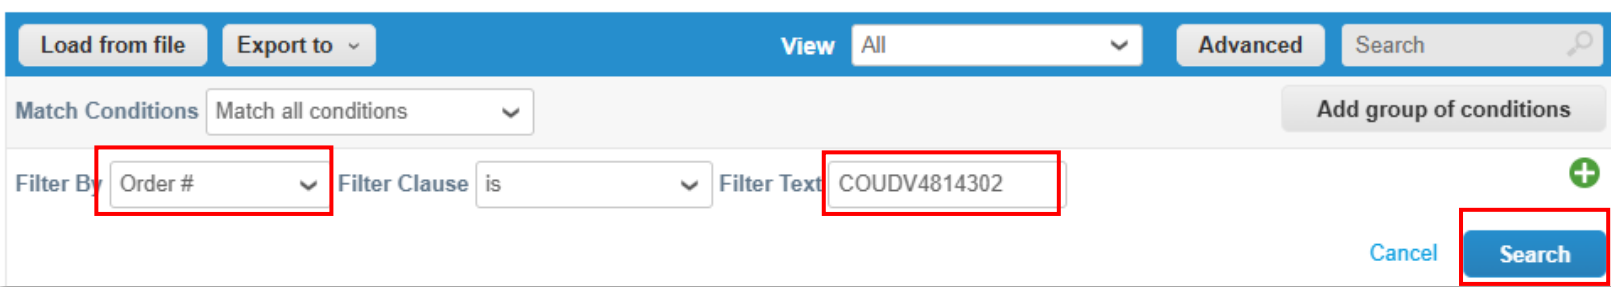 Load from file Export to View All Advanced Search
Match Conditions Match all conditions Add group of conditions
Filter By Order # Filter Clause is Filter Text COUDV4814302
Cancel Search